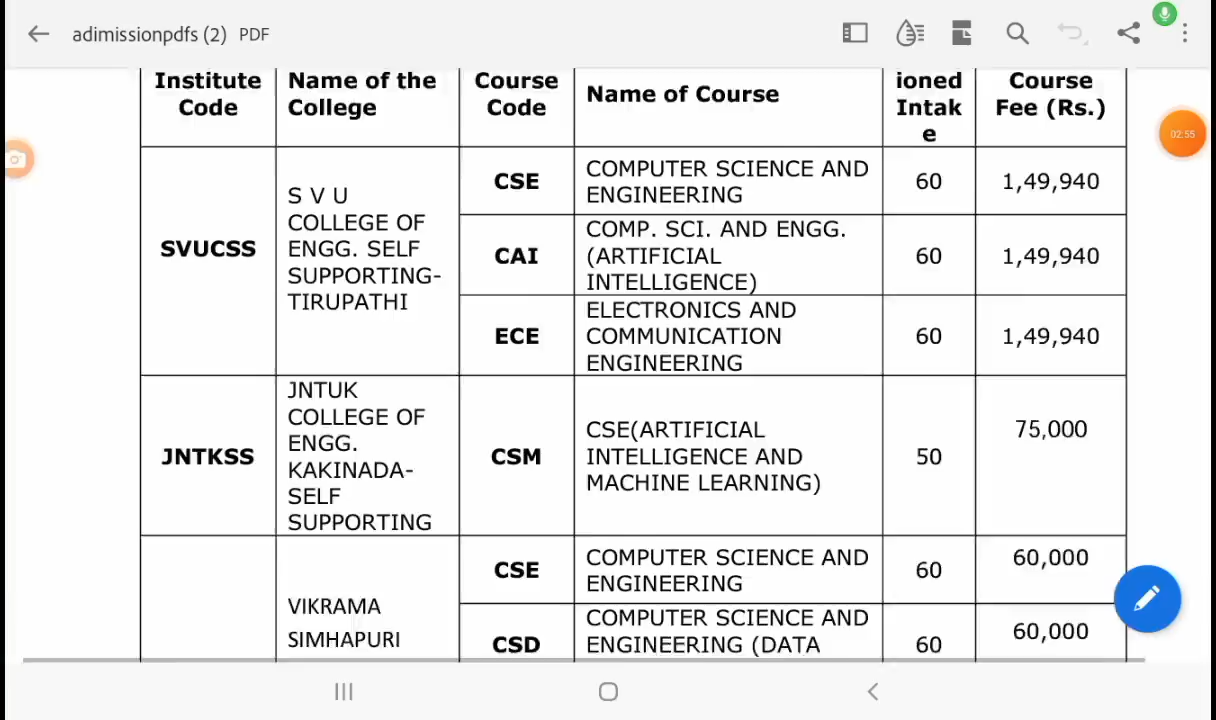 adimissionpdfs (2) PDF
02:55
Institute Code
Name of the College
Course Code
Name of Course
ioned Intak e
Course Fee (Rs.)
SVUCSS
S V U
COLLEGE OF
ENGG. SELF
SUPPORTING-
TIRUPATHI
CSE
COMPUTER SCIENCE AND
ENGINEERING
60
1,49,940
CAI
COMP. SCI. AND ENGG.
(ARTIFICIAL
INTELLIGENCE)
60
1,49,940
ECE
ELECTRONICS AND
COMMUNICATION
ENGINEERING
60
1,49,940
JNTKSS
JNTUK
COLLEGE OF
ENGG.
KAKINADA-
SELF
SUPPORTING
CSM
CSE(ARTIFICIAL
INTELLIGENCE AND
MACHINE LEARNING)
50
75,000
VIKRAMA
SIMHAPURI
CSE
COMPUTER SCIENCE AND
ENGINEERING
60
60,000
CSD
COMPUTER SCIENCE AND
ENGINEERING (DATA
60
60,000